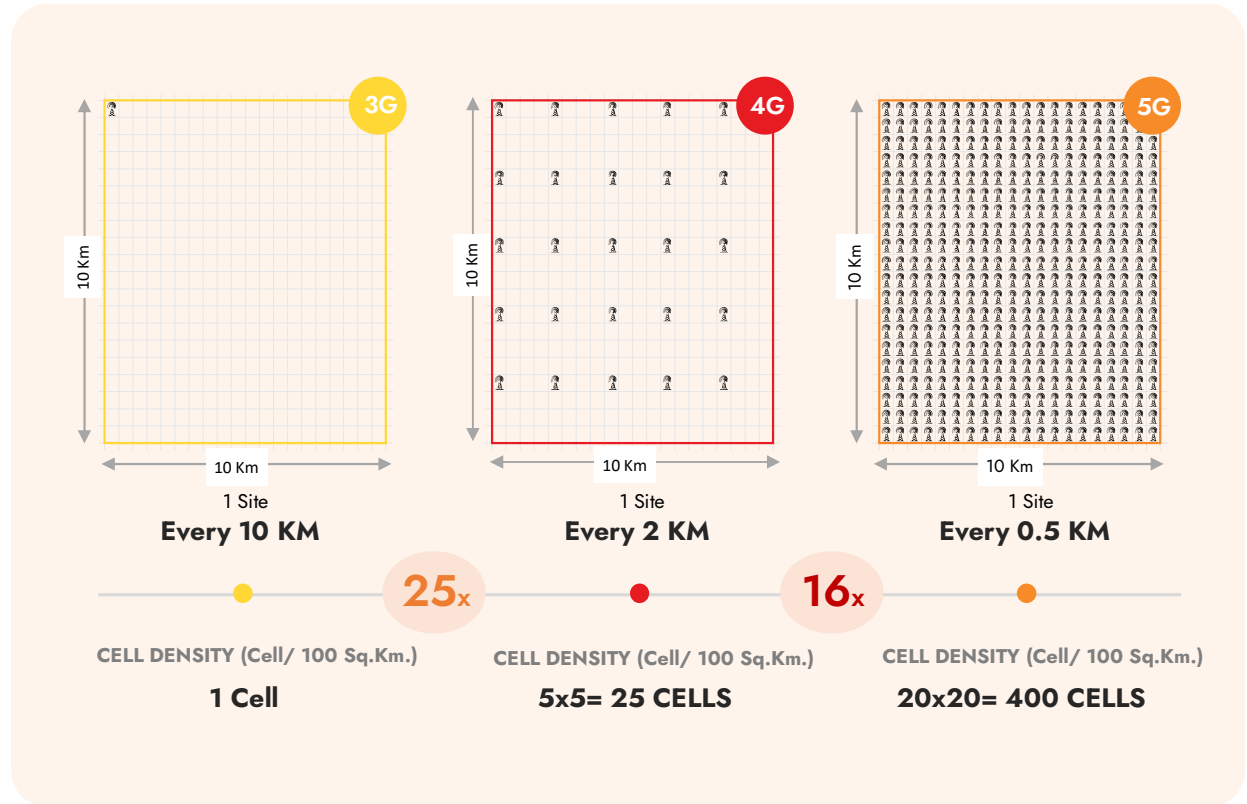 3G
4G
5G
10 Km
10 Km
10 Km
10 Km
10 Km
10 Km
1 Site
Every 10 KM
1 Site
Every 2 KM
1 Site
Every 0.5 KM
25x
16x
CELL DENSITY (Cell/ 100 Sq.Km.)
1 Cell
CELL DENSITY (Cell/ 100 Sq.Km.)
5x5= 25 CELLS
CELL DENSITY (Cell/ 100 Sq.Km.)
20x20= 400 CELLS